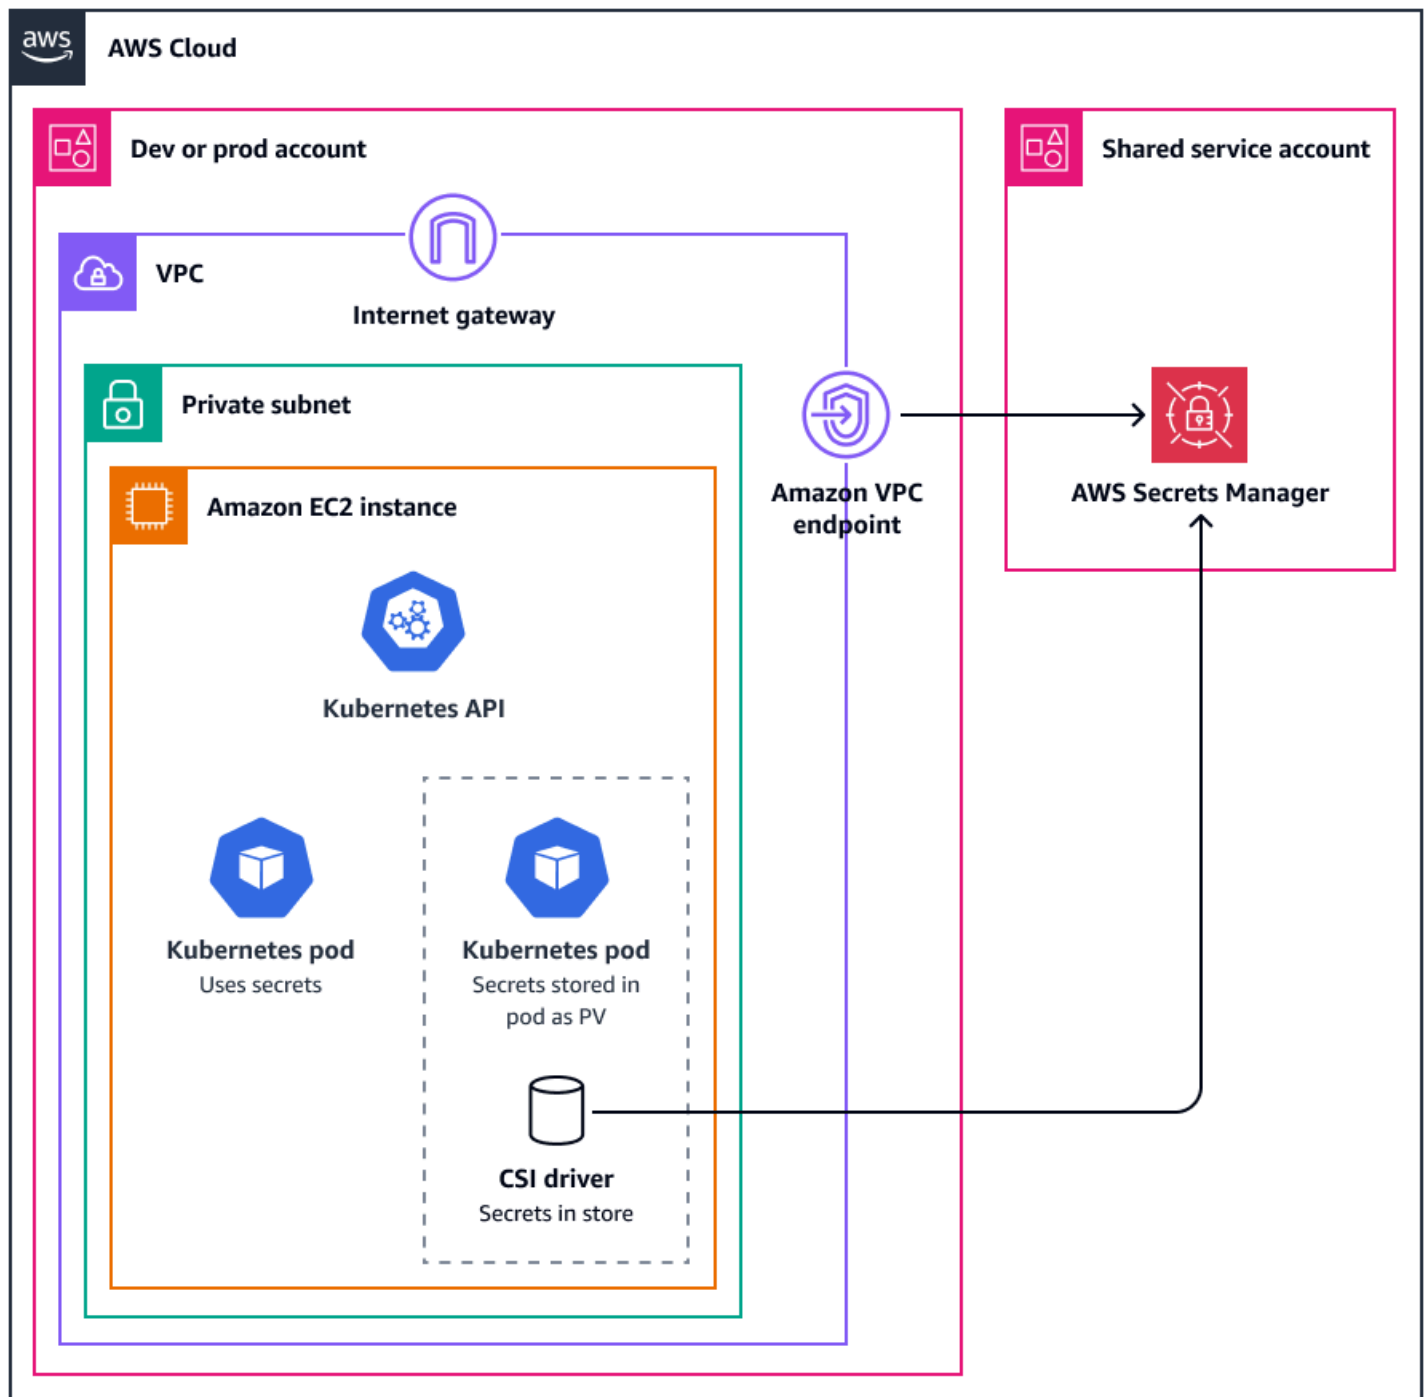 aws
AWS Cloud
Dev or prod account
Shared service account
VPC
Internet gateway
Private subnet
Amazon EC2 instance
Amazon VPC
endpoint
AWS Secrets Manager
Kubernetes API
Kubernetes pod
Uses secrets
Kubernetes pod
Secrets stored in
pod as PV
CSI driver
Secrets in store